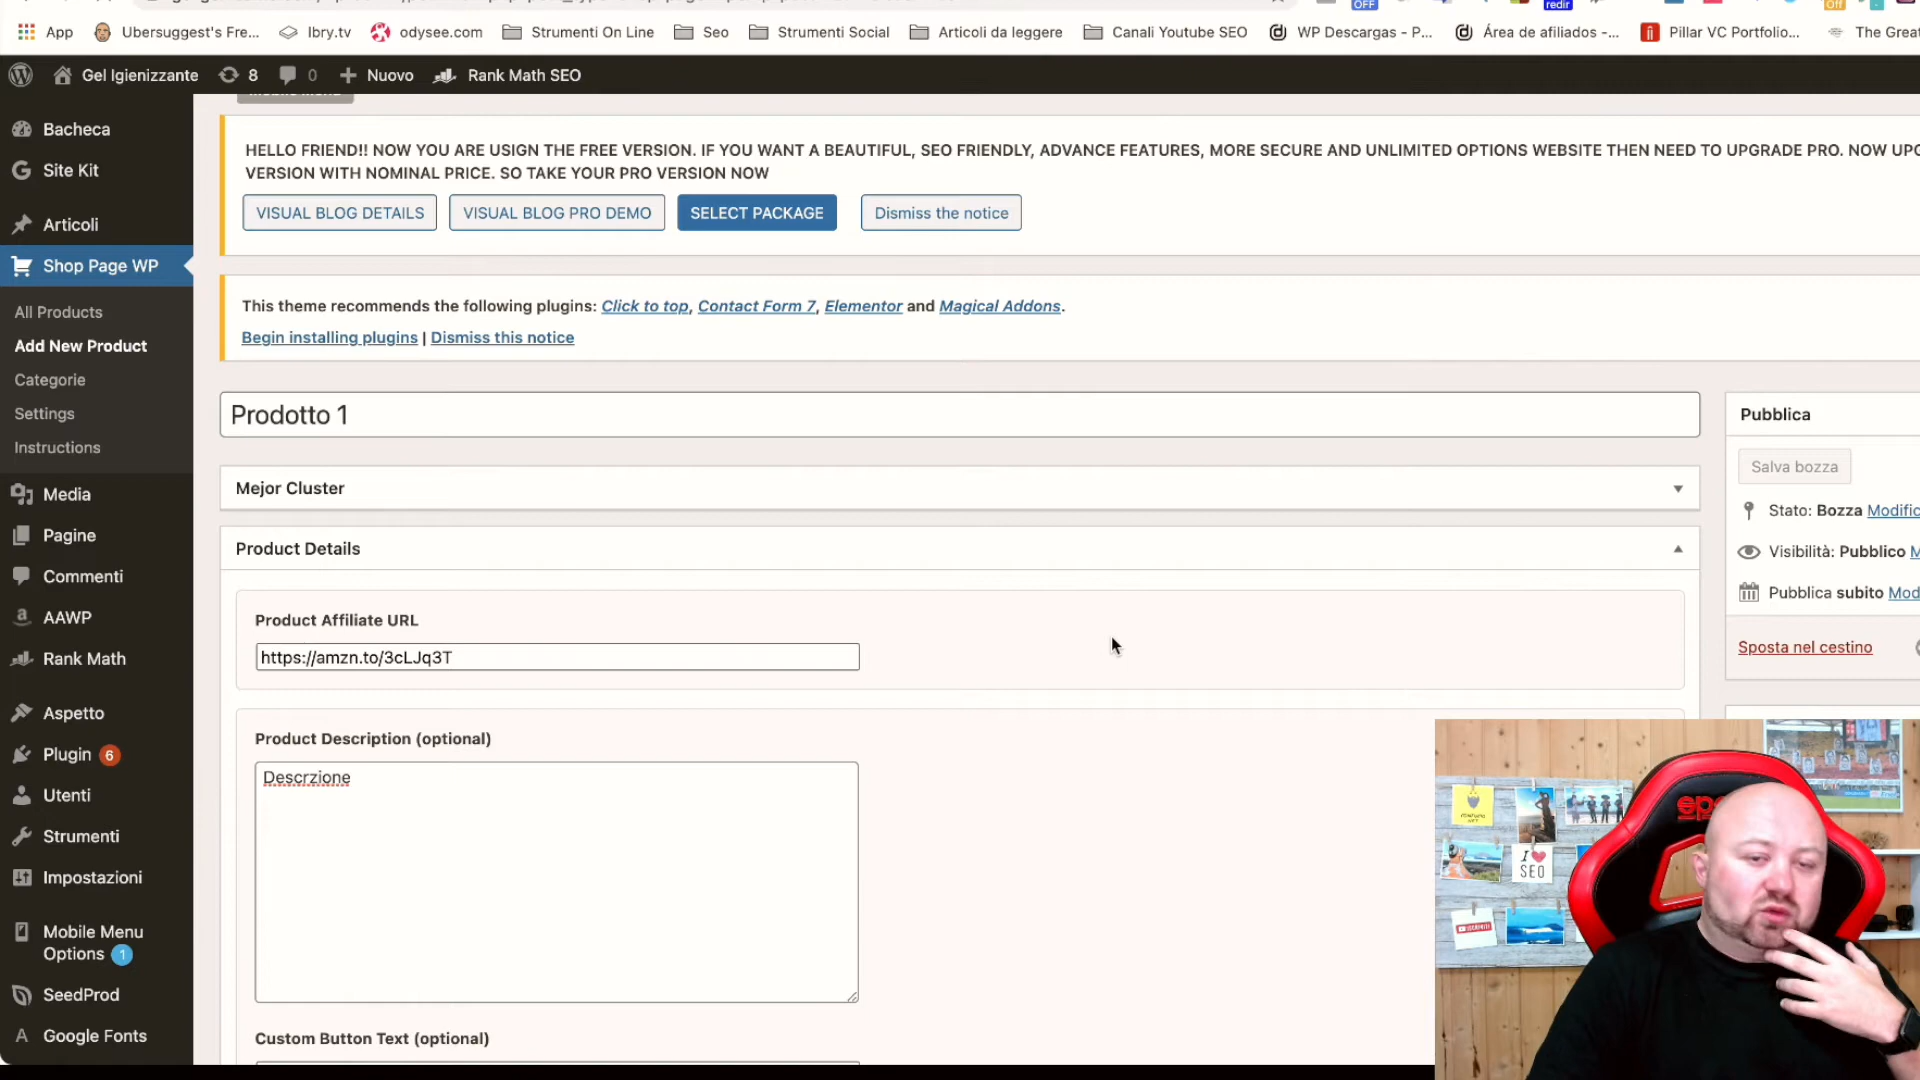 OFF
redir
Off
App
Ubersuggest's Fre...
lbry.tv
odysee.com
Strumenti On Line
Seo
Strumenti Social
Articoli da leggere
Canali Youtube SEO
WP Descargas - P...
Área de afiliados -...
Pillar VC Portfolio...
The Great
Gel Igienizzante
8
0
Nuovo
Rank Math SEO
Bacheca
Site Kit
Articoli
Shop Page WP
All Products
Add New Product
Categorie
Settings
Instructions
Media
Pagine
Commenti
AAWP
Rank Math
Aspetto
Plugin 6
Utenti
Strumenti
Impostazioni
Mobile Menu
Options 1
SeedProd
Google Fonts
HELLO FRIEND!! NOW YOU ARE USIGN THE FREE VERSION. IF YOU WANT A BEAUTIFUL, SEO FRIENDLY, ADVANCE FEATURES, MORE SECURE AND UNLIMITED OPTIONS WEBSITE THEN NEED TO UPGRADE PRO. NOW UPG
VERSION WITH NOMINAL PRICE. SO TAKE YOUR PRO VERSION NOW
VISUAL BLOG DETAILS
VISUAL BLOG PRO DEMO
SELECT PACKAGE
Dismiss the notice
This theme recommends the following plugins: Click to top, Contact Form 7, Elementor and Magical Addons.
Begin installing plugins | Dismiss this notice
Prodotto 1
Mejor Cluster
Product Details
Product Affiliate URL
https://amzn.to/3cLJq3T
Product Description (optional)
Descrzione
Custom Button Text (optional)
Pubblica
Salva bozza
Stato: Bozza Modific
Visibilità: Pubblico M
Pubblica subito Mod
Sposta nel cestino
I
SEO